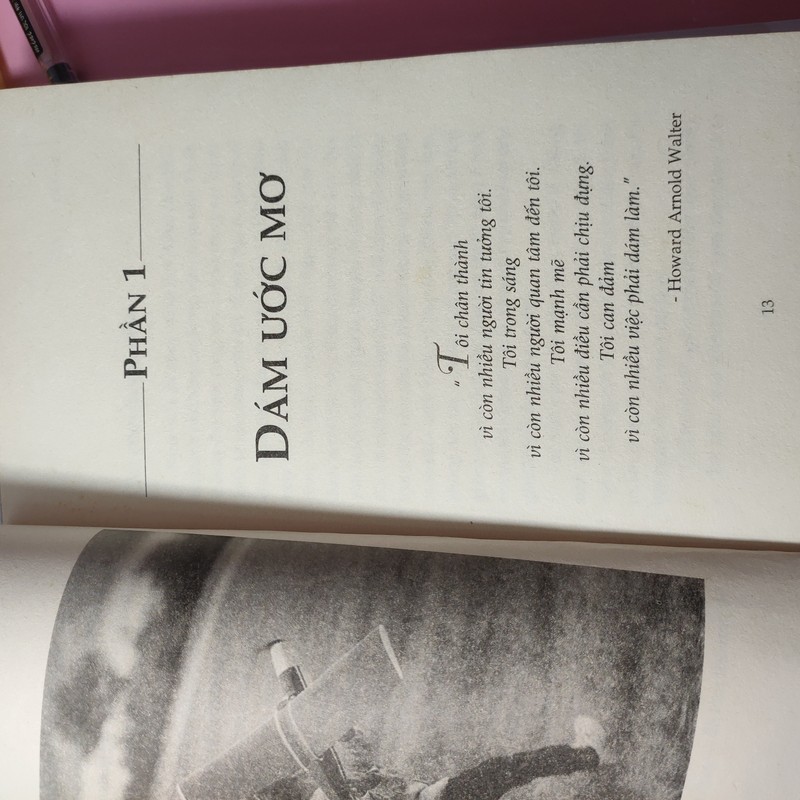 PHẦN 1
DÁM ƯỚC MƠ
"Tôi chân thành
vì còn nhiều người tin tưởng tôi.
Tôi trong sáng
vì còn nhiều người quan tâm đến tôi.
Tôi mạnh mẽ
vì còn nhiều điều cần phải chịu đựng.
Tôi can đảm
vì còn nhiều việc phải dám làm."
- Howard Arnold Walter
13